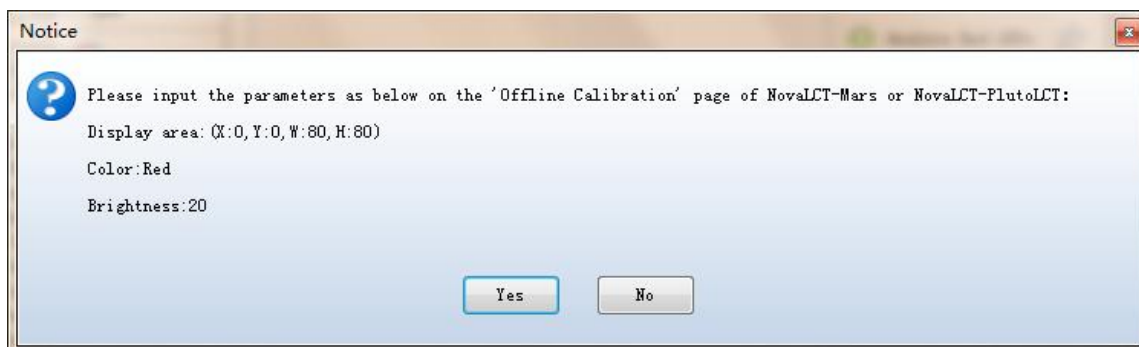 Notice
Please input the parameters as below on the 'Offline Calibration' page of NovaLCT-Mars or NovaLCT-PlutoLCT:
Display area:(X:0,Y:0,W:80,H:80)
Color:Red
Brightness:20
Yes
No